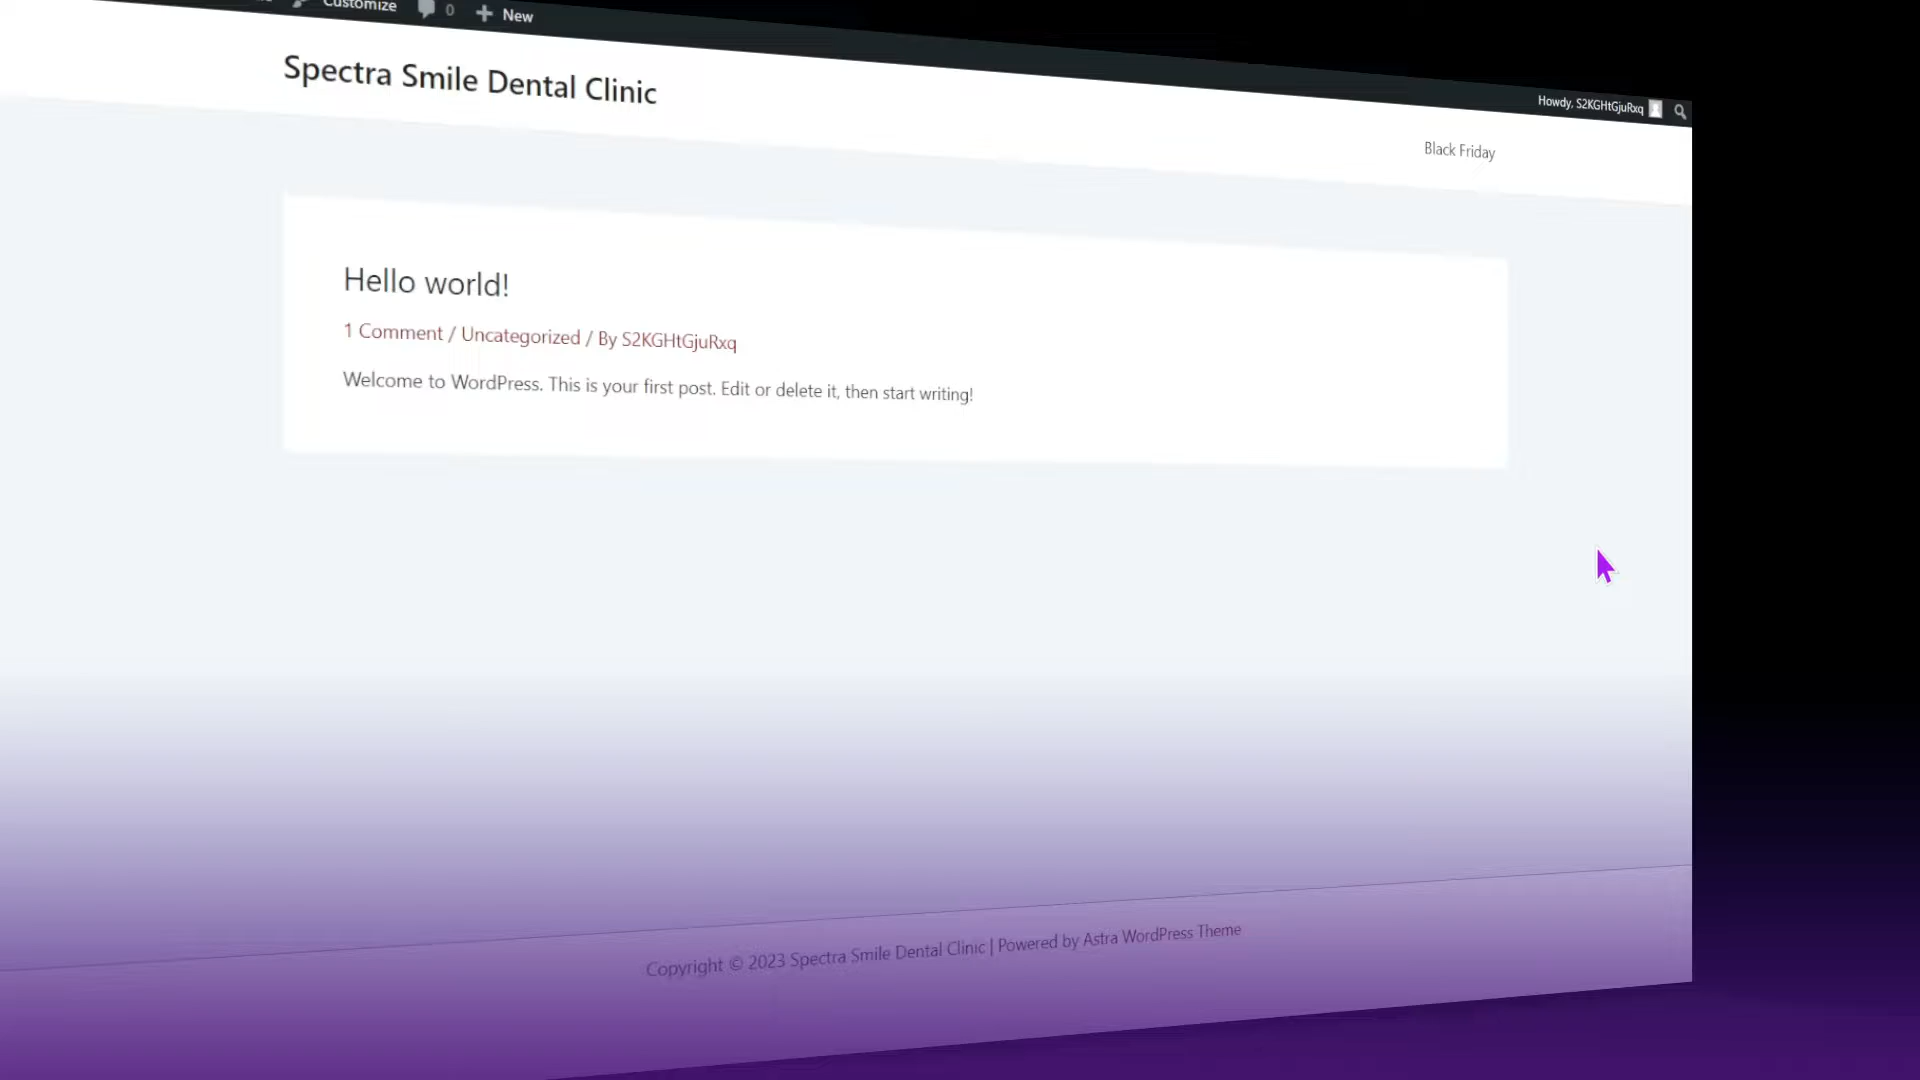 Customize 0 New
Howdy, S2KGHtGjuRxq
Spectra Smile Dental Clinic
Black Friday
Hello world!
1 Comment / Uncategorized / By S2KGHtGjuRxq
Welcome to WordPress. This is your first post. Edit or delete it, then start writing!
Copyright © 2023 Spectra Smile Dental Clinic | Powered by Astra WordPress Theme